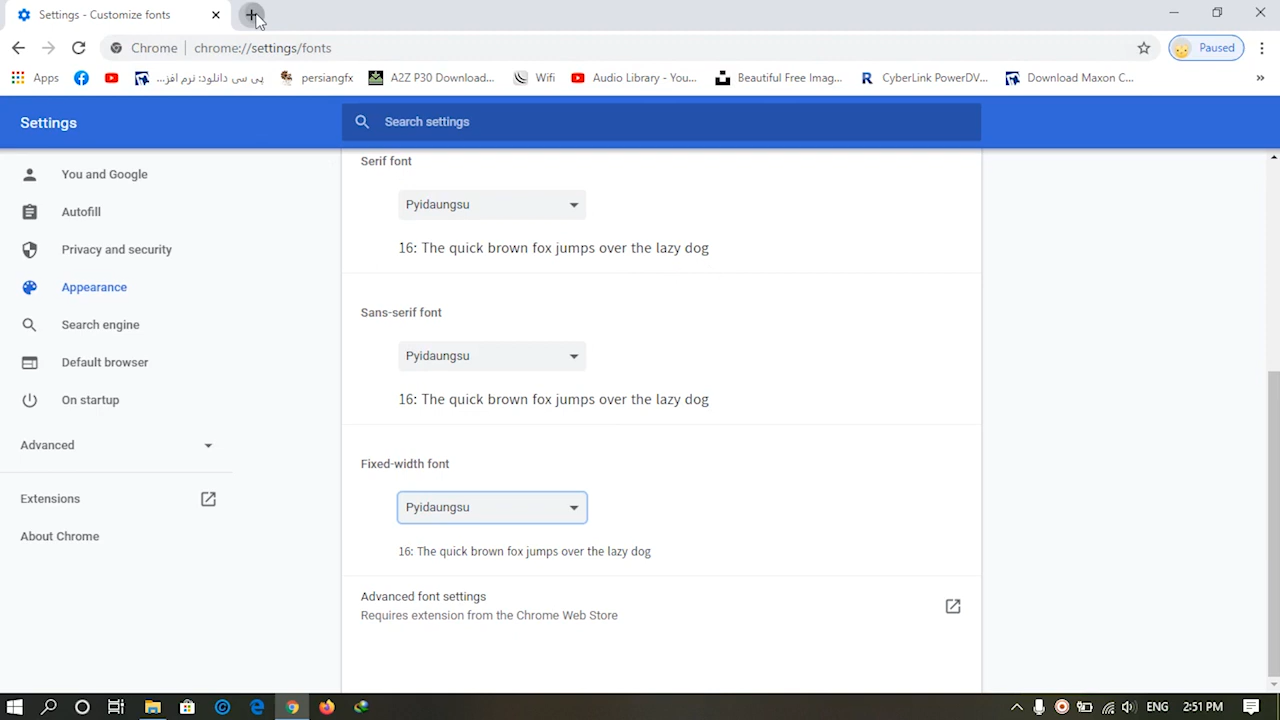 Settings - Customize fonts
Chrome | chrome://settings/fonts
Paused
Apps
پی سی دانلود: نرم افز...
persiangfx
A2Z P30 Download...
Wifi
Audio Library - You...
Beautiful Free Imag...
CyberLink PowerDV...
Download Maxon C...
»
Settings
Search settings
You and Google
Autofill
Privacy and security
Appearance
Search engine
Default browser
On startup
Advanced
Extensions
About Chrome
Serif font
Pyidaungsu
16: The quick brown fox jumps over the lazy dog
Sans-serif font
Pyidaungsu
16: The quick brown fox jumps over the lazy dog
Fixed-width font
Pyidaungsu
16: The quick brown fox jumps over the lazy dog
Advanced font settings
Requires extension from the Chrome Web Store
ENG
2:51 PM